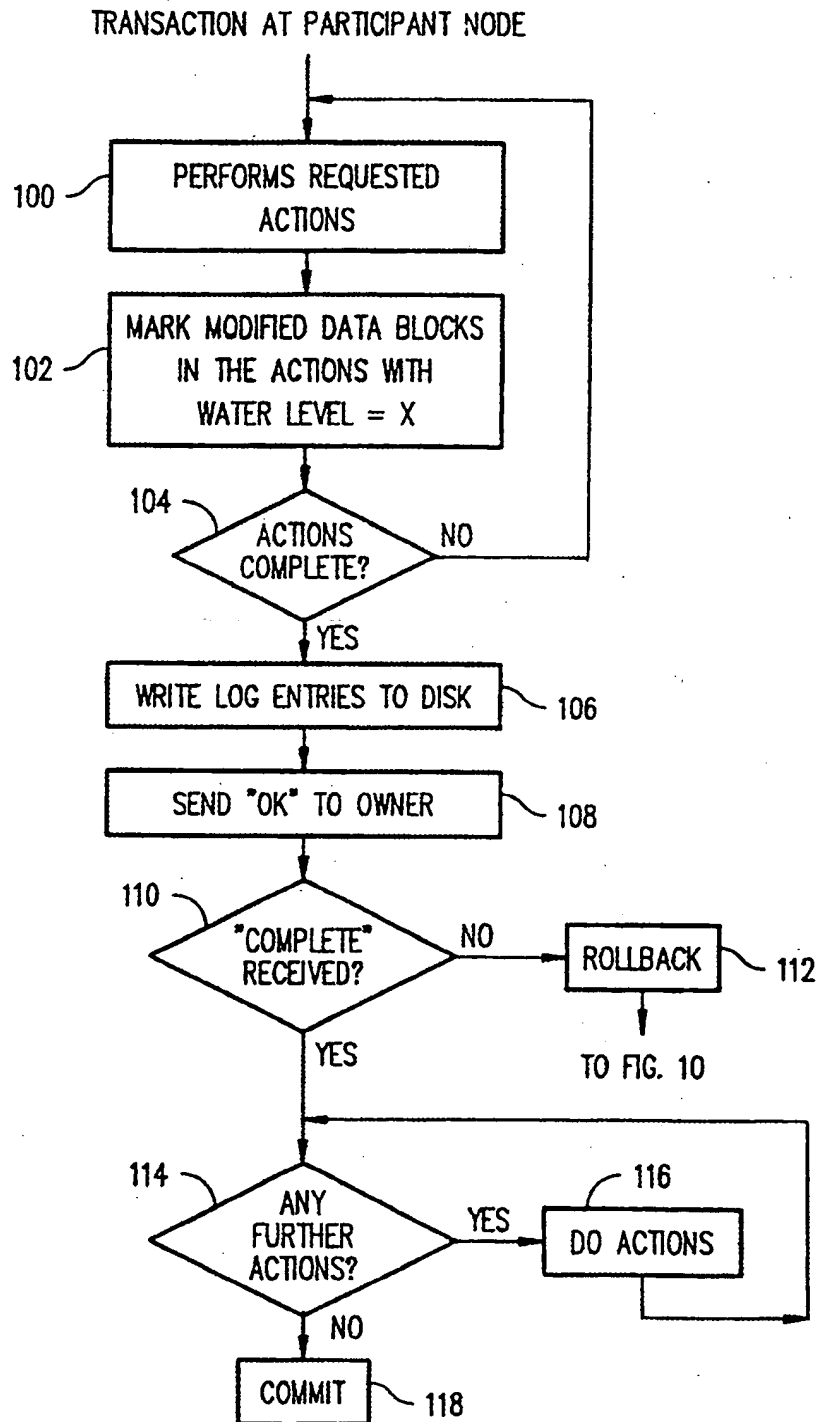 TRANSACTION AT PARTICIPANT NODE
100
PERFORMS REQUESTED
ACTIONS
102
MARK MODIFIED DATA BLOCKS
IN THE ACTIONS WITH
WATER LEVEL = X
104
ACTIONS
COMPLETE?
NO
YES
WRITE LOG ENTRIES TO DISK
106
SEND "OK" TO OWNER
108
110
"COMPLETE"
RECEIVED?
NO
ROLLBACK
112
YES
TO FIG. 10
114
ANY
FURTHER
ACTIONS?
YES
116
DO ACTIONS
NO
COMMIT
118